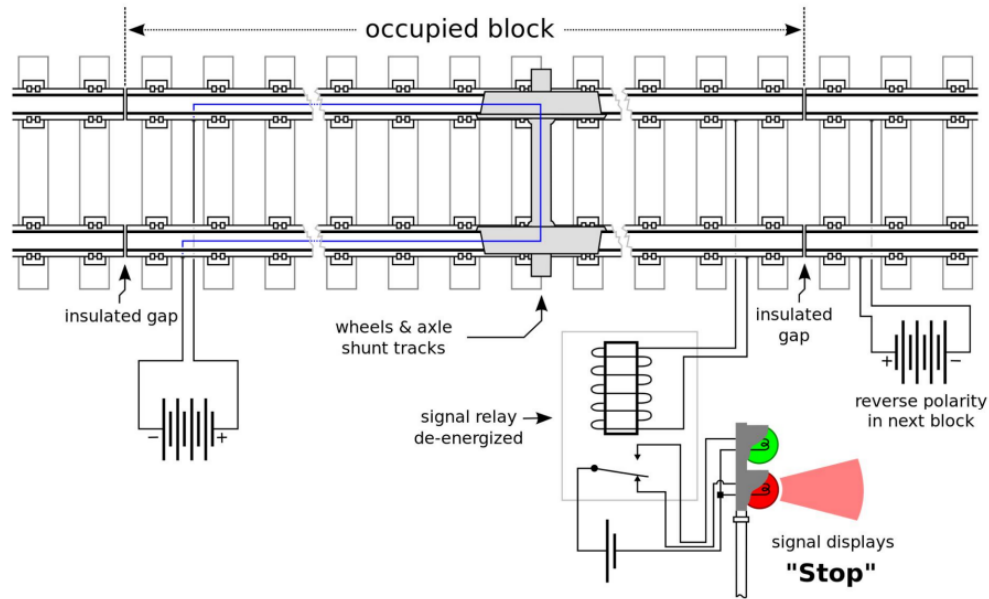 occupied block
insulated gap
wheels & axle
shunt tracks
insulated
gap
signal relay
de-energized
reverse polarity
in next block
− +
+ −
signal displays
"Stop"